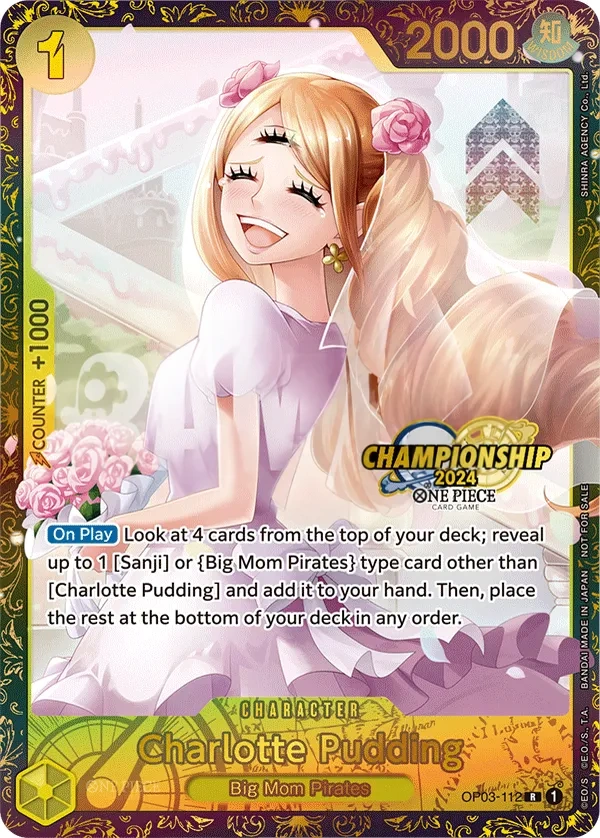 1
2000
知
WISDOM
SHINRA AGENCY Co., Ltd.
COUNTER +1000
CHAMPIONSHIP
2024
ONE PIECE
CARD GAME
On Play Look at 4 cards from the top of your deck; reveal
up to 1 [Sanji] or {Big Mom Pirates} type card other than
[Charlotte Pudding] and add it to your hand. Then, place
the rest at the bottom of your deck in any order.
©E.O/S ©E.O./S., T.A. BANDAI MADE IN JAPAN NOT FOR SALE
CHARACTER
Charlotte Pudding
Big Mom Pirates
ONE PIECE
OP03-112 R 1